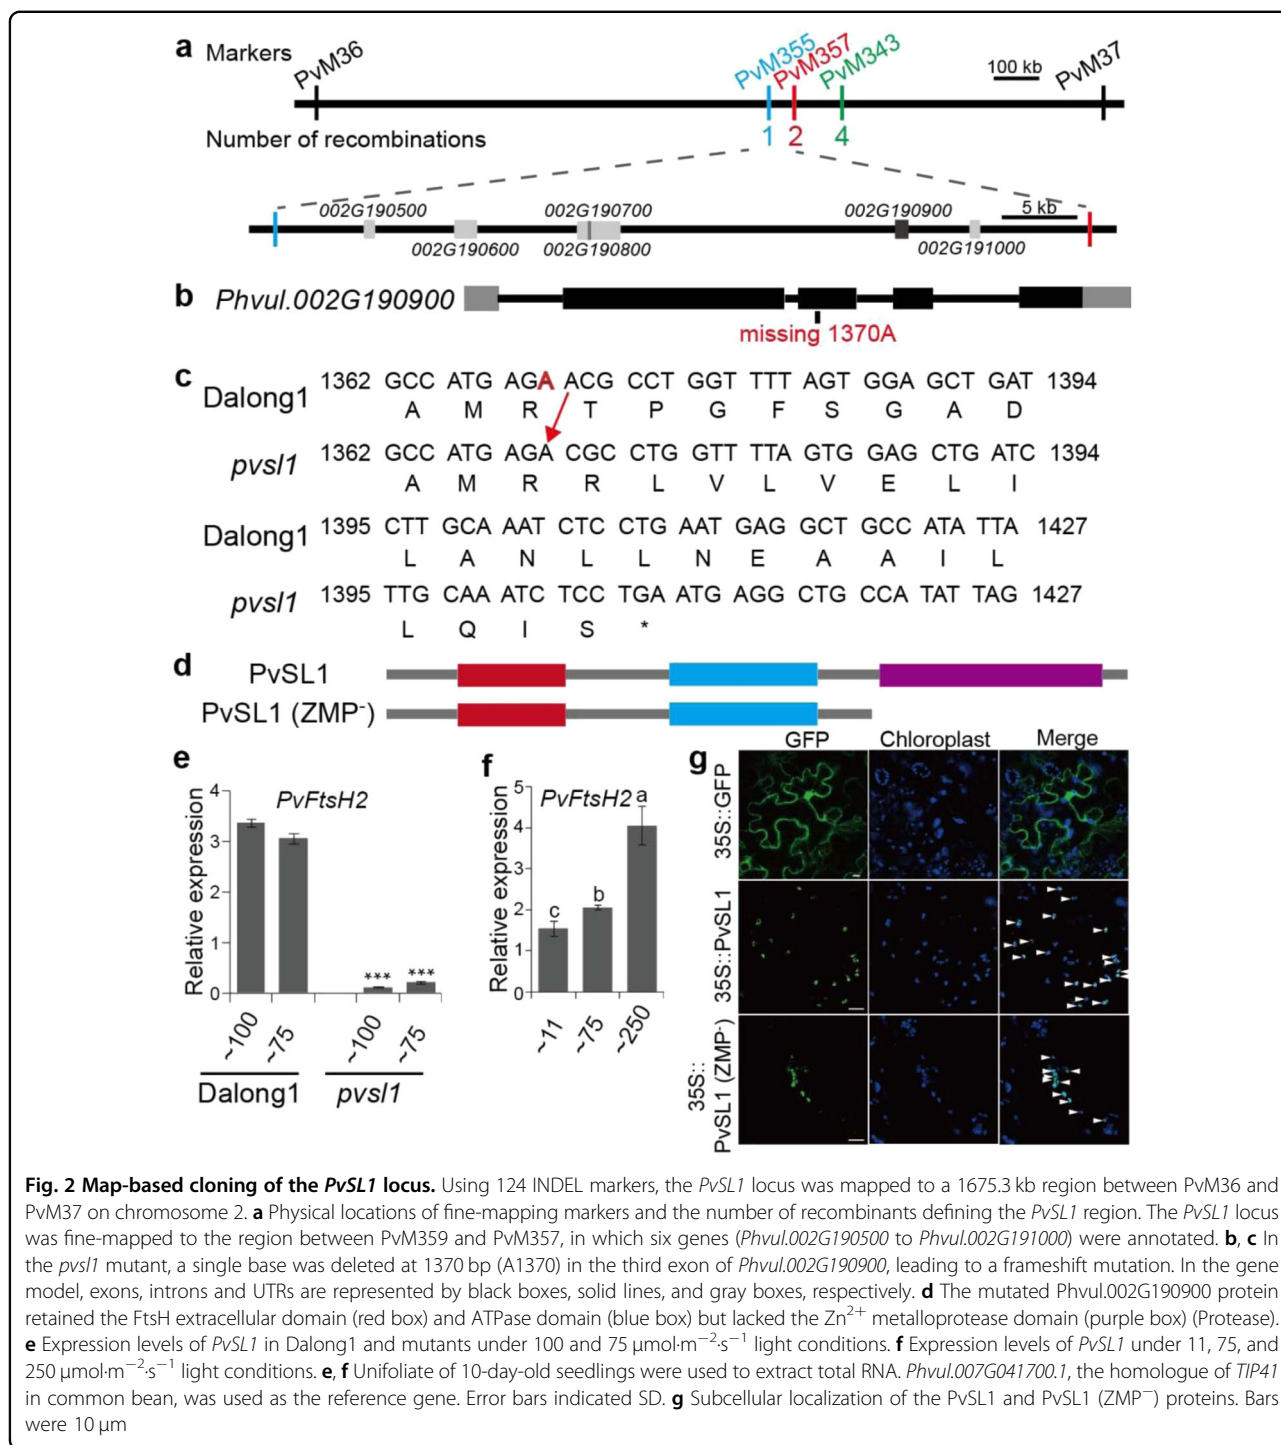 a Markers
PvM36 PvM355 PvM357 PvM343 100 kb PvM37
Number of recombinations 1 2 4
002G190500 002G190700 002G190900 5 kb
002G190600 002G190800 002G191000
b Phvul.002G190900
missing 1370A
c Dalong1 1362 GCC ATG AGA ACG CCT GGT TTT AGT GGA GCT GAT 1394
A M R T P G F S G A D
pvsl1 1362 GCC ATG AGA CGC CTG GTT TTA GTG GAG CTG ATC 1394
A M R R L V L V E L I
Dalong1 1395 CTT GCA AAT CTC CTG AAT GAG GCT GCC ATA TTA 1427
L A N L L N E A A I L
pvsl1 1395 TTG CAA ATC TCC TGA ATG AGG CTG CCA TAT TAG 1427
L Q I S *
d PvSL1
PvSL1 (ZMP-)
e PvFtsH2
Relative expression
4
3
2
1
0
*** ***
~100 ~75 ~100 ~75
Dalong1 pvsl1
f PvFtsH2
Relative expression
5
4
3
2
1
0
c b a
~11 ~75 ~250
g GFP Chloroplast Merge
35S::GFP
35S::PvSL1
35S::
PvSL1 (ZMP-)
Fig. 2 Map-based cloning of the PvSL1 locus. Using 124 INDEL markers, the PvSL1 locus was mapped to a 1675.3 kb region between PvM36 and
PvM37 on chromosome 2. a Physical locations of fine-mapping markers and the number of recombinants defining the PvSL1 region. The PvSL1 locus
was fine-mapped to the region between PvM359 and PvM357, in which six genes (Phvul.002G190500 to Phvul.002G191000) were annotated. b, c In
the pvsl1 mutant, a single base was deleted at 1370 bp (A1370) in the third exon of Phvul.002G190900, leading to a frameshift mutation. In the gene
model, exons, introns and UTRs are represented by black boxes, solid lines, and gray boxes, respectively. d The mutated Phvul.002G190900 protein
retained the FtsH extracellular domain (red box) and ATPase domain (blue box) but lacked the Zn2+ metalloprotease domain (purple box) (Protease).
e Expression levels of PvSL1 in Dalong1 and mutants under 100 and 75 μmol·m−2·s−1 light conditions. f Expression levels of PvSL1 under 11, 75, and
250 μmol·m−2·s−1 light conditions. e, f Unifoliate of 10-day-old seedlings were used to extract total RNA. Phvul.007G041700.1, the homologue of TIP41
in common bean, was used as the reference gene. Error bars indicated SD. g Subcellular localization of the PvSL1 and PvSL1 (ZMP−) proteins. Bars
were 10 μm